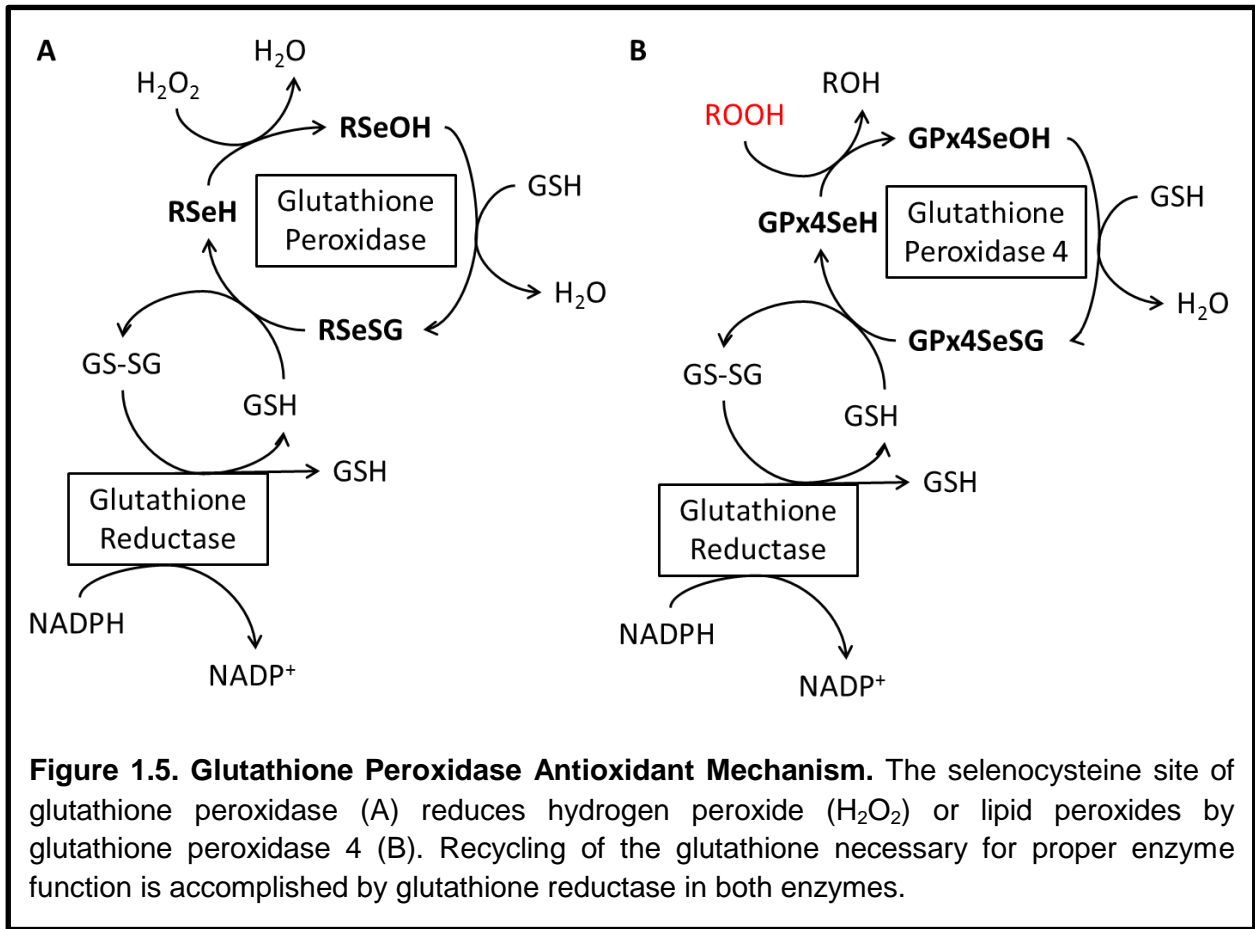 A
H₂O
H₂O₂
RSeOH
GSH
RSeH
Glutathione
Peroxidase
H₂O
RSeSG
GS-SG
GSH
GSH
Glutathione
Reductase
NADPH
NADP⁺
B
ROH
ROOH
GPx4SeOH
GSH
GPx4SeH
Glutathione
Peroxidase 4
H₂O
GPx4SeSG
GS-SG
GSH
GSH
Glutathione
Reductase
NADPH
NADP⁺
Figure 1.5. Glutathione Peroxidase Antioxidant Mechanism. The selenocysteine site of
glutathione peroxidase (A) reduces hydrogen peroxide (H₂O₂) or lipid peroxides by
glutathione peroxidase 4 (B). Recycling of the glutathione necessary for proper enzyme
function is accomplished by glutathione reductase in both enzymes.